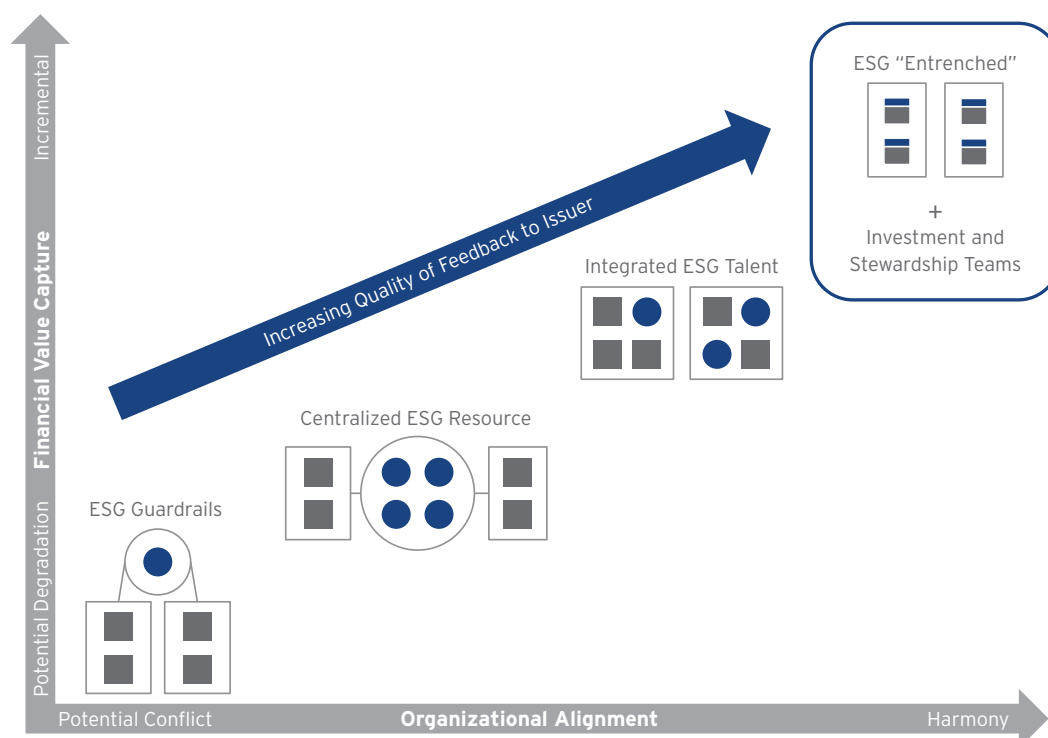 ESG “Entrenched”
+
Investment and
Stewardship Teams
Increasing Quality of Feedback to Issuer
Integrated ESG Talent
Centralized ESG Resource
ESG Guardrails
Incremental
Financial Value Capture
Potential Degradation
Potential Conflict
Organizational Alignment
Harmony